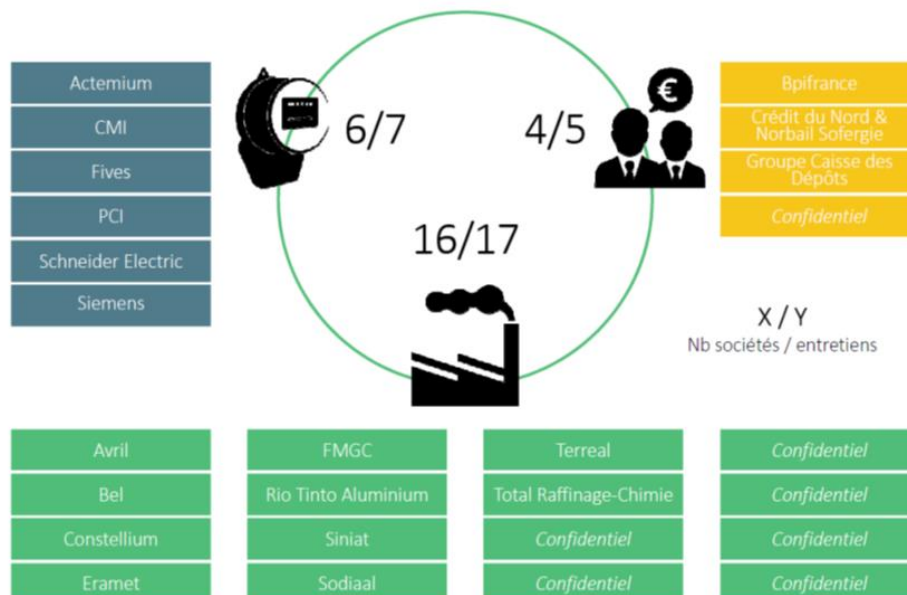 Actemium
CMI
Fives
PCI
Schneider Electric
Siemens
6/7
4/5
€
Bpifrance
Crédit du Nord &
Norbail Sofergie
Groupe Caisse des
Dépôts
Confidentiel
16/17
X / Y
Nb sociétés / entretiens
Avril
FMGC
Terreal
Confidentiel
Bel
Rio Tinto Aluminium
Total Raffinage-Chimie
Confidentiel
Constellium
Siniat
Confidentiel
Confidentiel
Eramet
Sodiaal
Confidentiel
Confidentiel